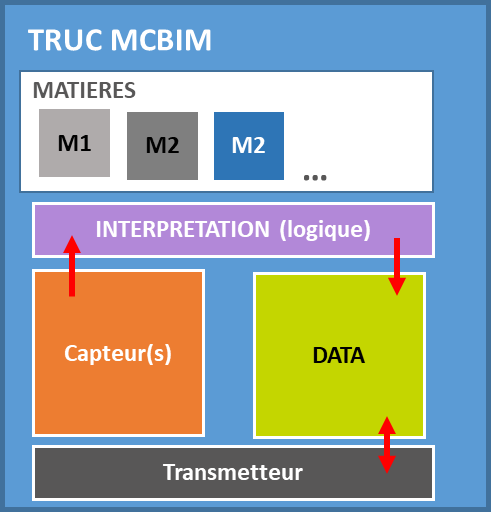 TRUC MCBIM
MATIERES
M1 M2 M2 ...
INTERPRETATION (logique)
Capteur(s) DATA
Transmetteur